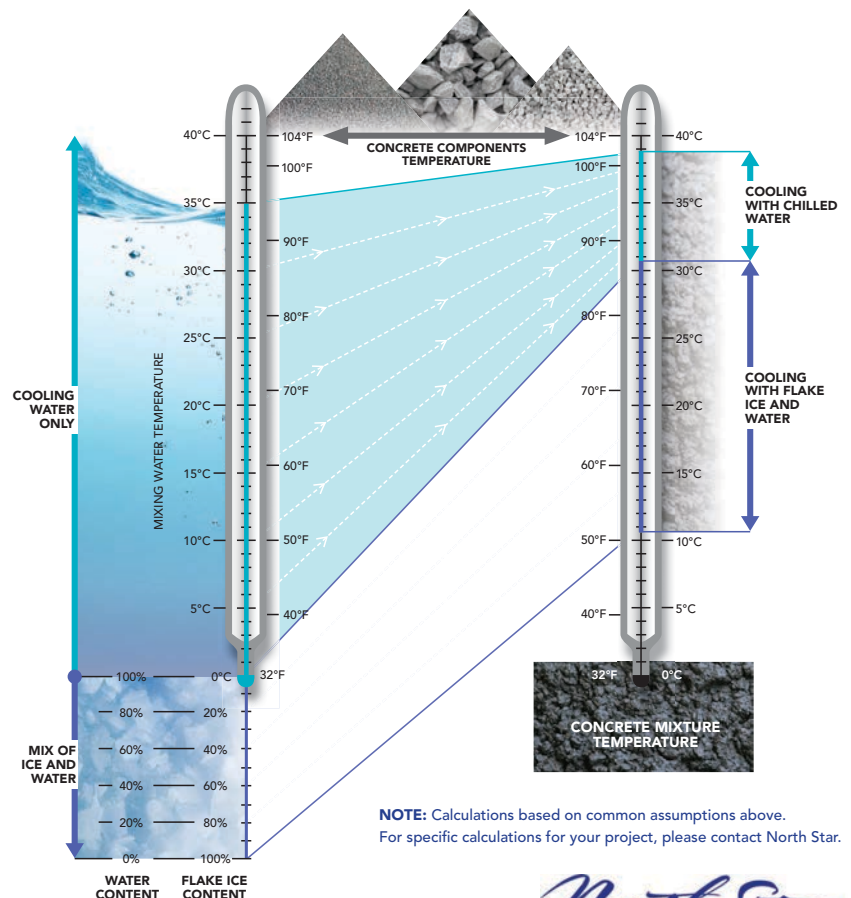 40°C
104°F
CONCRETE COMPONENTS
TEMPERATURE
104°F
40°C
100°F
100°F
35°C
35°C
90°F
90°F
30°C
30°C
80°F
80°F
25°C
25°C
70°F
70°F
20°C
20°C
60°F
60°F
15°C
15°C
50°F
50°F
10°C
10°C
40°F
40°F
5°C
5°C
0°C
32°F
32°F
0°C
COOLING
WITH CHILLED
WATER
COOLING
WITH FLAKE
ICE AND
WATER
COOLING
WATER
ONLY
MIXING WATER TEMPERATURE
MIX OF
ICE AND
WATER
100%
80%
20%
60%
40%
40%
60%
20%
80%
0%
100%
WATER
CONTENT
FLAKE ICE
CONTENT
CONCRETE MIXTURE
TEMPERATURE
NOTE: Calculations based on common assumptions above.
For specific calculations for your project, please contact North Star.
North Star